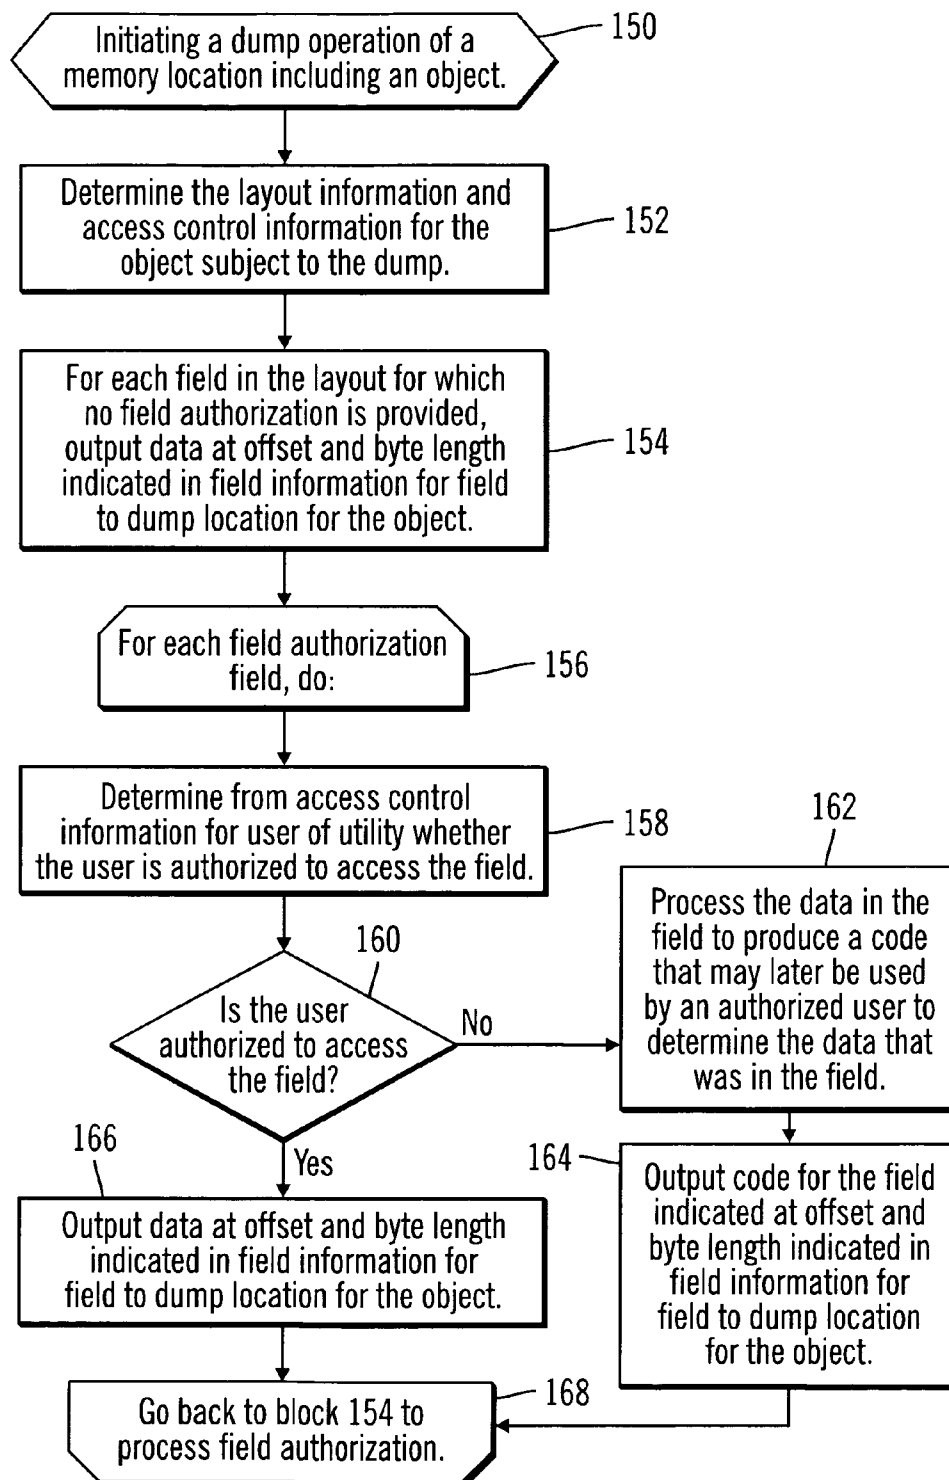 Initiating a dump operation of a
memory location including an object.
150
Determine the layout information and
access control information for the
object subject to the dump.
152
For each field in the layout for which
no field authorization is provided,
output data at offset and byte length
indicated in field information for field
to dump location for the object.
154
For each field authorization
field, do:
156
Determine from access control
information for user of utility whether
the user is authorized to access the field.
158
160
Is the user
authorized to access
the field?
No
Yes
162
Process the data in the
field to produce a code
that may later be used
by an authorized user to
determine the data that
was in the field.
164
Output code for the field
indicated at offset and
byte length indicated in
field information for
field to dump location
for the object.
166
Output data at offset and byte length
indicated in field information for
field to dump location for the object.
Go back to block 154 to
process field authorization.
168